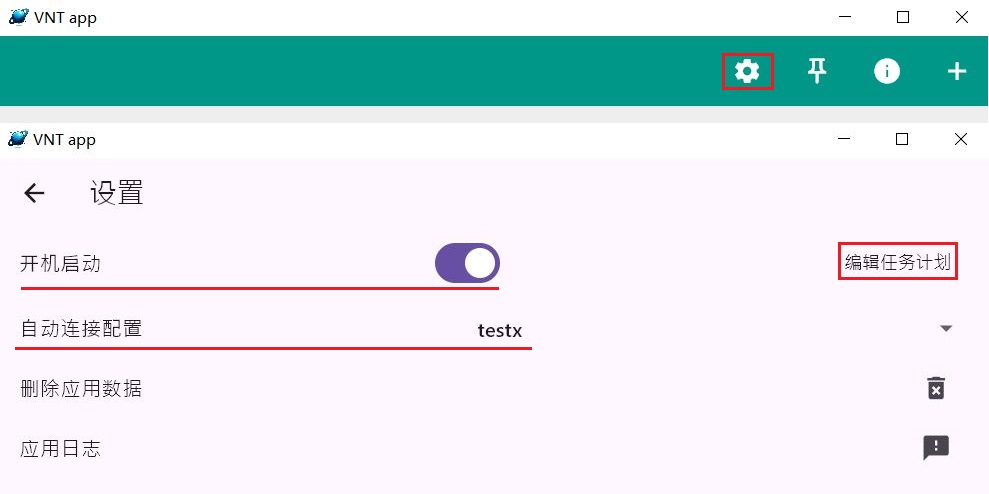 VNT app
VNT app
设置
开机启动 编辑任务计划
自动连接配置 testx
删除应用数据
应用日志